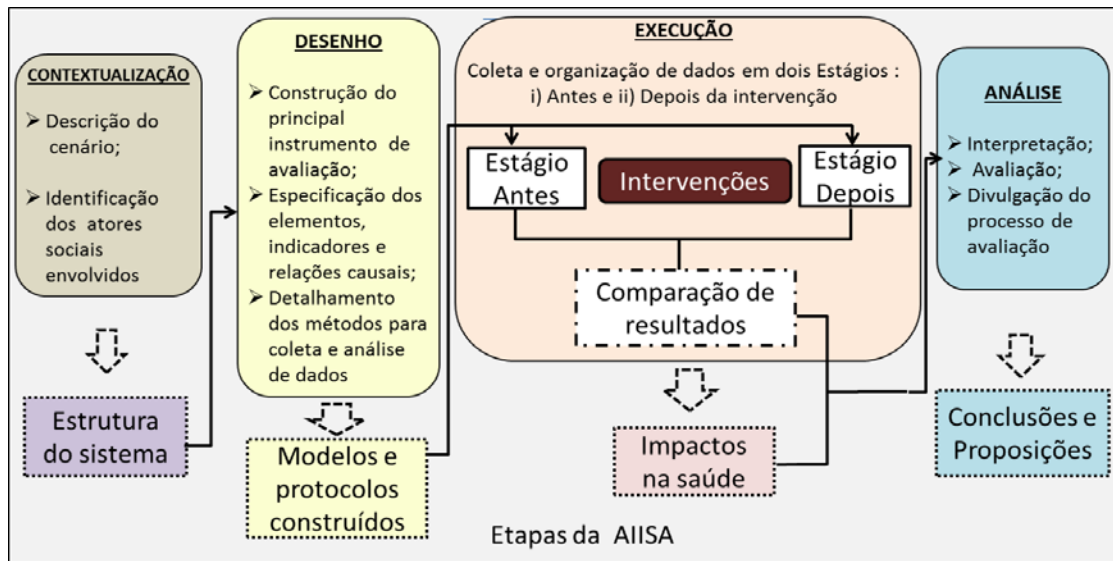 CONTEXTUALIZAÇÃO
➢ Descrição do
cenário;
➢ Identificação
dos atores
sociais
envolvidos
Estrutura
do sistema
DESENHO
➢ Construção do
principal
instrumento de
avaliação;
➢ Especificação dos
elementos,
indicadores e
relações causais;
➢ Detalhamento
dos métodos para
coleta e análise
de dados
Modelos e
protocolos
construídos
EXECUÇÃO
Coleta e organização de dados em dois Estágios :
i) Antes e ii) Depois da intervenção
Estágio
Antes
Intervenções
Estágio
Depois
Comparação de
resultados
Impactos
na saúde
ANÁLISE
➢ Interpretação;
➢ Avaliação;
➢ Divulgação do
processo de
avaliação
Conclusões e
Proposições
Etapas da AIISA